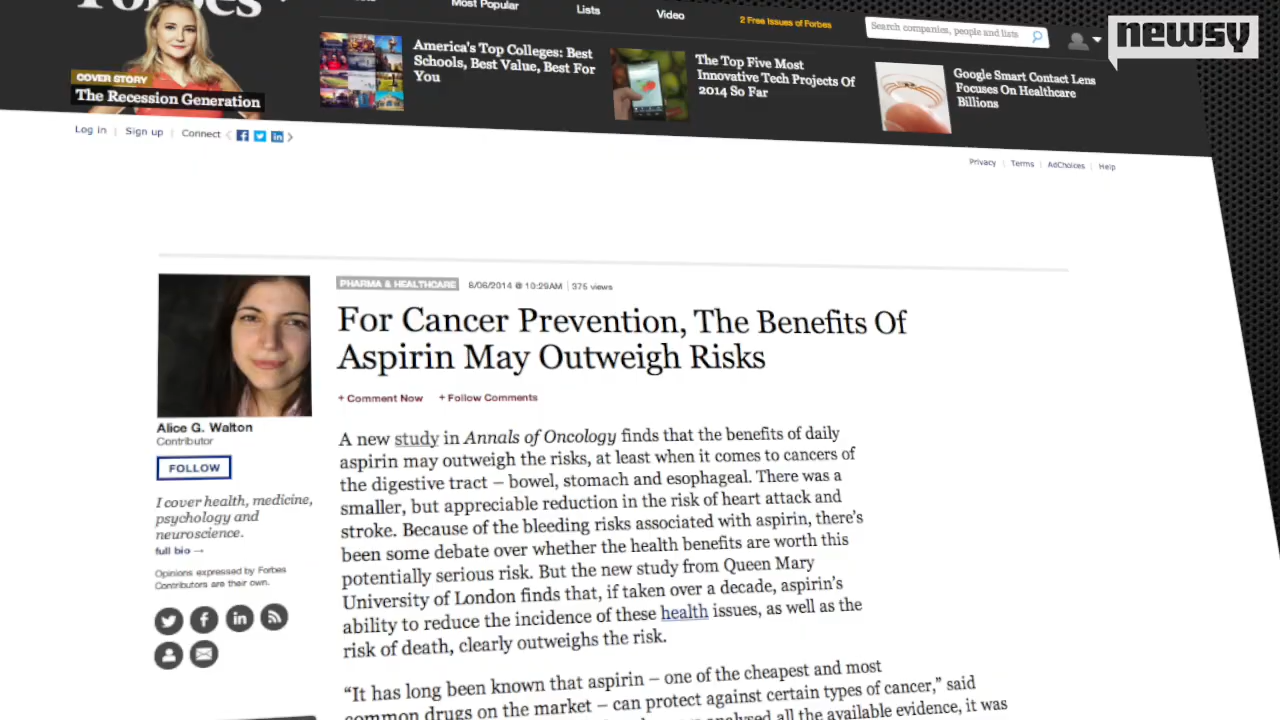 Forbes
Most Popular
Lists
Video
2 Free Issues of Forbes
Search companies, people and lists
newsy
COVER STORY
The Recession Generation
America's Top Colleges: Best
Schools, Best Value, Best For
You
The Top Five Most
Innovative Tech Projects Of
2014 So Far
Google Smart Contact Lens
Focuses On Healthcare
Billions
Log in | Sign up | Connect
Privacy | Terms | AdChoices | Help
PHARMA & HEALTHCARE 8/06/2014 @ 10:29AM | 375 views
For Cancer Prevention, The Benefits Of
Aspirin May Outweigh Risks
+ Comment Now + Follow Comments
Alice G. Walton
Contributor
FOLLOW
I cover health, medicine,
psychology and
neuroscience.
full bio →
Opinions expressed by Forbes
Contributors are their own.
A new study in Annals of Oncology finds that the benefits of daily
aspirin may outweigh the risks, at least when it comes to cancers of
the digestive tract – bowel, stomach and esophageal. There was a
smaller, but appreciable reduction in the risk of heart attack and
stroke. Because of the bleeding risks associated with aspirin, there's
been some debate over whether the health benefits are worth this
potentially serious risk. But the new study from Queen Mary
University of London finds that, if taken over a decade, aspirin's
ability to reduce the incidence of these health issues, as well as the
risk of death, clearly outweighs the risk.
"It has long been known that aspirin – one of the cheapest and most
common drugs on the market – can protect against certain types of cancer," said
analysed all the available evidence, it was